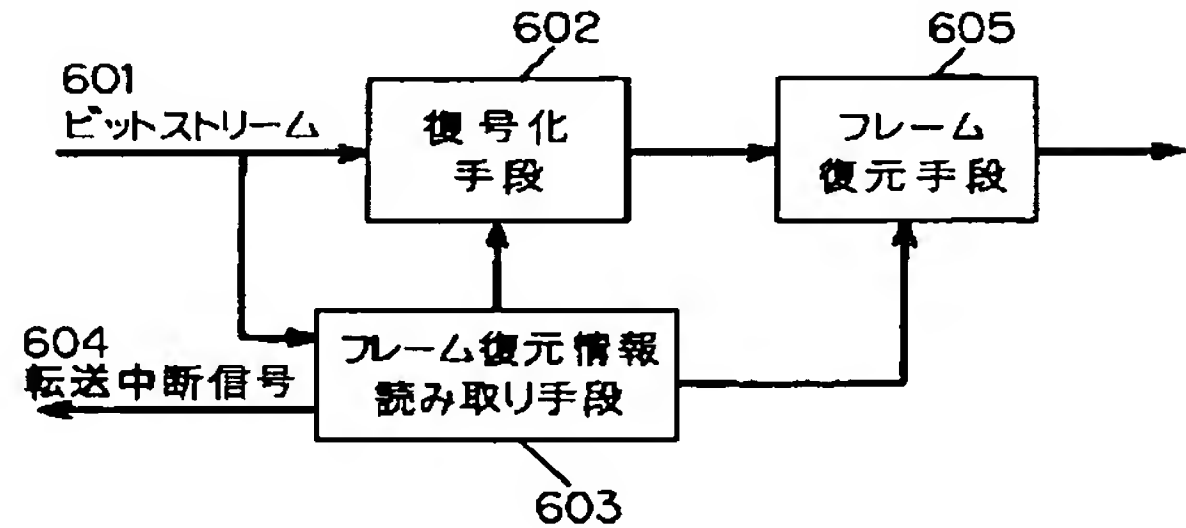 602
605
601
ビットストリーム
復号化
手段
フレーム
復元手段
604
転送中断信号
フレーム復元情報
読み取り手段
603